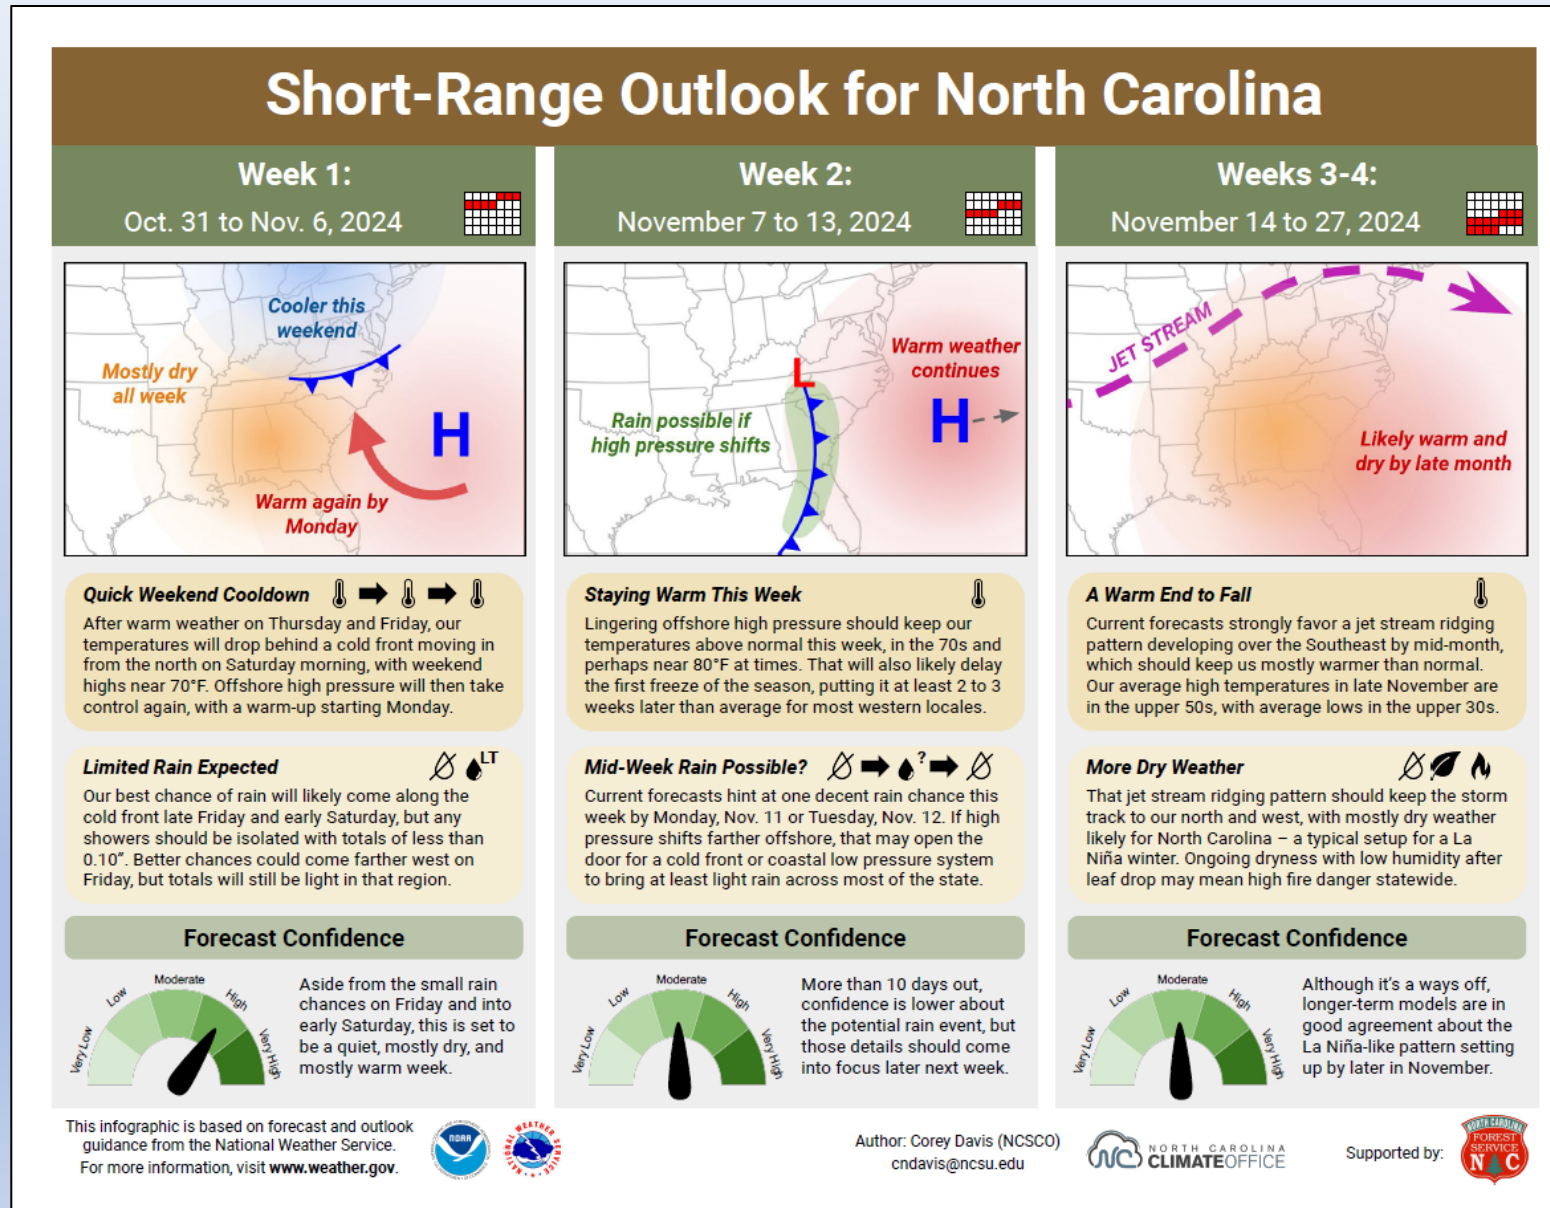 Short-Range Outlook for North Carolina
Week 1:
Oct. 31 to Nov. 6, 2024
Cooler this
weekend
Mostly dry
all week
H
Warm again by
Monday
Quick Weekend Cooldown
After warm weather on Thursday and Friday, our
temperatures will drop behind a cold front moving in
from the north on Saturday morning, with weekend
highs near 70°F. Offshore high pressure will then take
control again, with a warm-up starting Monday.
Limited Rain Expected
LT
Our best chance of rain will likely come along the
cold front late Friday and early Saturday, but any
showers should be isolated with totals of less than
0.10”. Better chances could come farther west on
Friday, but totals will still be light in that region.
Forecast Confidence
Very Low
Low
Moderate
High
Very High
Aside from the small rain
chances on Friday and into
early Saturday, this is set to
be a quiet, mostly dry, and
mostly warm week.
Week 2:
November 7 to 13, 2024
Warm weather
continues
L
H
Rain possible if
high pressure shifts
Staying Warm This Week
Lingering offshore high pressure should keep our
temperatures above normal this week, in the 70s and
perhaps near 80°F at times. That will also likely delay
the first freeze of the season, putting it at least 2 to 3
weeks later than average for most western locales.
Mid-Week Rain Possible?
?
Current forecasts hint at one decent rain chance this
week by Monday, Nov. 11 or Tuesday, Nov. 12. If high
pressure shifts farther offshore, that may open the
door for a cold front or coastal low pressure system
to bring at least light rain across most of the state.
Forecast Confidence
Very Low
Low
Moderate
High
Very High
More than 10 days out,
confidence is lower about
the potential rain event, but
those details should come
into focus later next week.
Weeks 3-4:
November 14 to 27, 2024
JET STREAM
Likely warm and
dry by late month
A Warm End to Fall
Current forecasts strongly favor a jet stream ridging
pattern developing over the Southeast by mid-month,
which should keep us mostly warmer than normal.
Our average high temperatures in late November are
in the upper 50s, with average lows in the upper 30s.
More Dry Weather
That jet stream ridging pattern should keep the storm
track to our north and west, with mostly dry weather
likely for North Carolina – a typical setup for a La
Niña winter. Ongoing dryness with low humidity after
leaf drop may mean high fire danger statewide.
Forecast Confidence
Very Low
Low
Moderate
High
Very High
Although it’s a ways off,
longer-term models are in
good agreement about the
La Niña-like pattern setting
up by later in November.
This infographic is based on forecast and outlook
guidance from the National Weather Service.
For more information, visit www.weather.gov.
NOAA
NATIONAL WEATHER SERVICE
Author: Corey Davis (NCSCO)
cndavis@ncsu.edu
NC
NORTH CAROLINA
CLIMATEOFFICE
Supported by:
NORTH CAROLINA
FOREST
SERVICE
N C